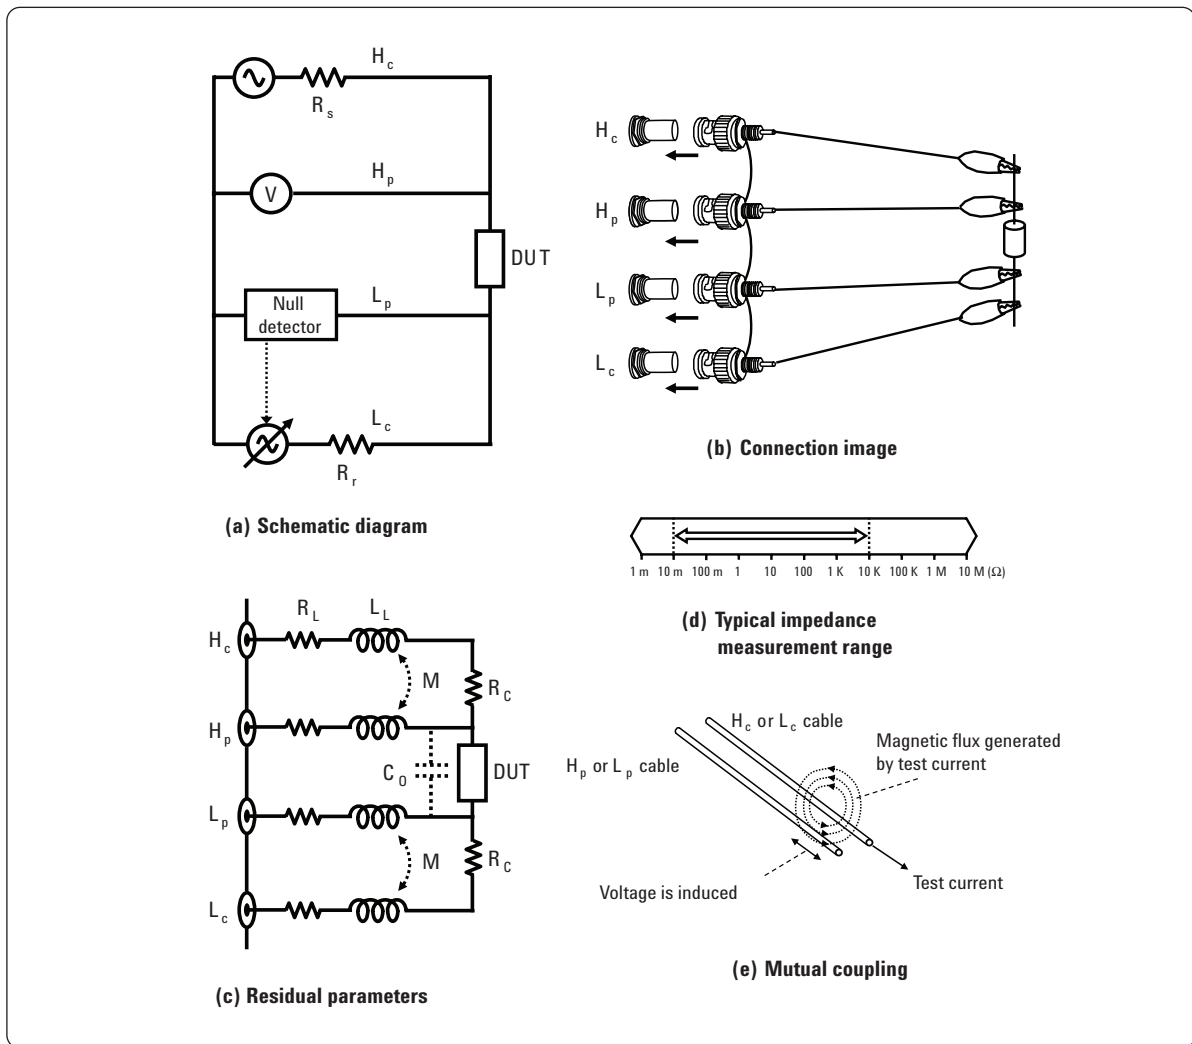 H c
R s
H p
V
DUT
L p
Null
detector
L c
R r
(a) Schematic diagram
H c
H p
L p
L c
(b) Connection image
1 m 10 m 100 m 1 10 100 1 K 10 K 100 K 1 M 10 M (Ω)
(d) Typical impedance
measurement range
R L
L L
H c
M
R C
H p
C O
DUT
L p
M
R C
L c
(c) Residual parameters
H c or L c cable
Magnetic flux generated
by test current
H p or L p cable
Voltage is induced
Test current
(e) Mutual coupling